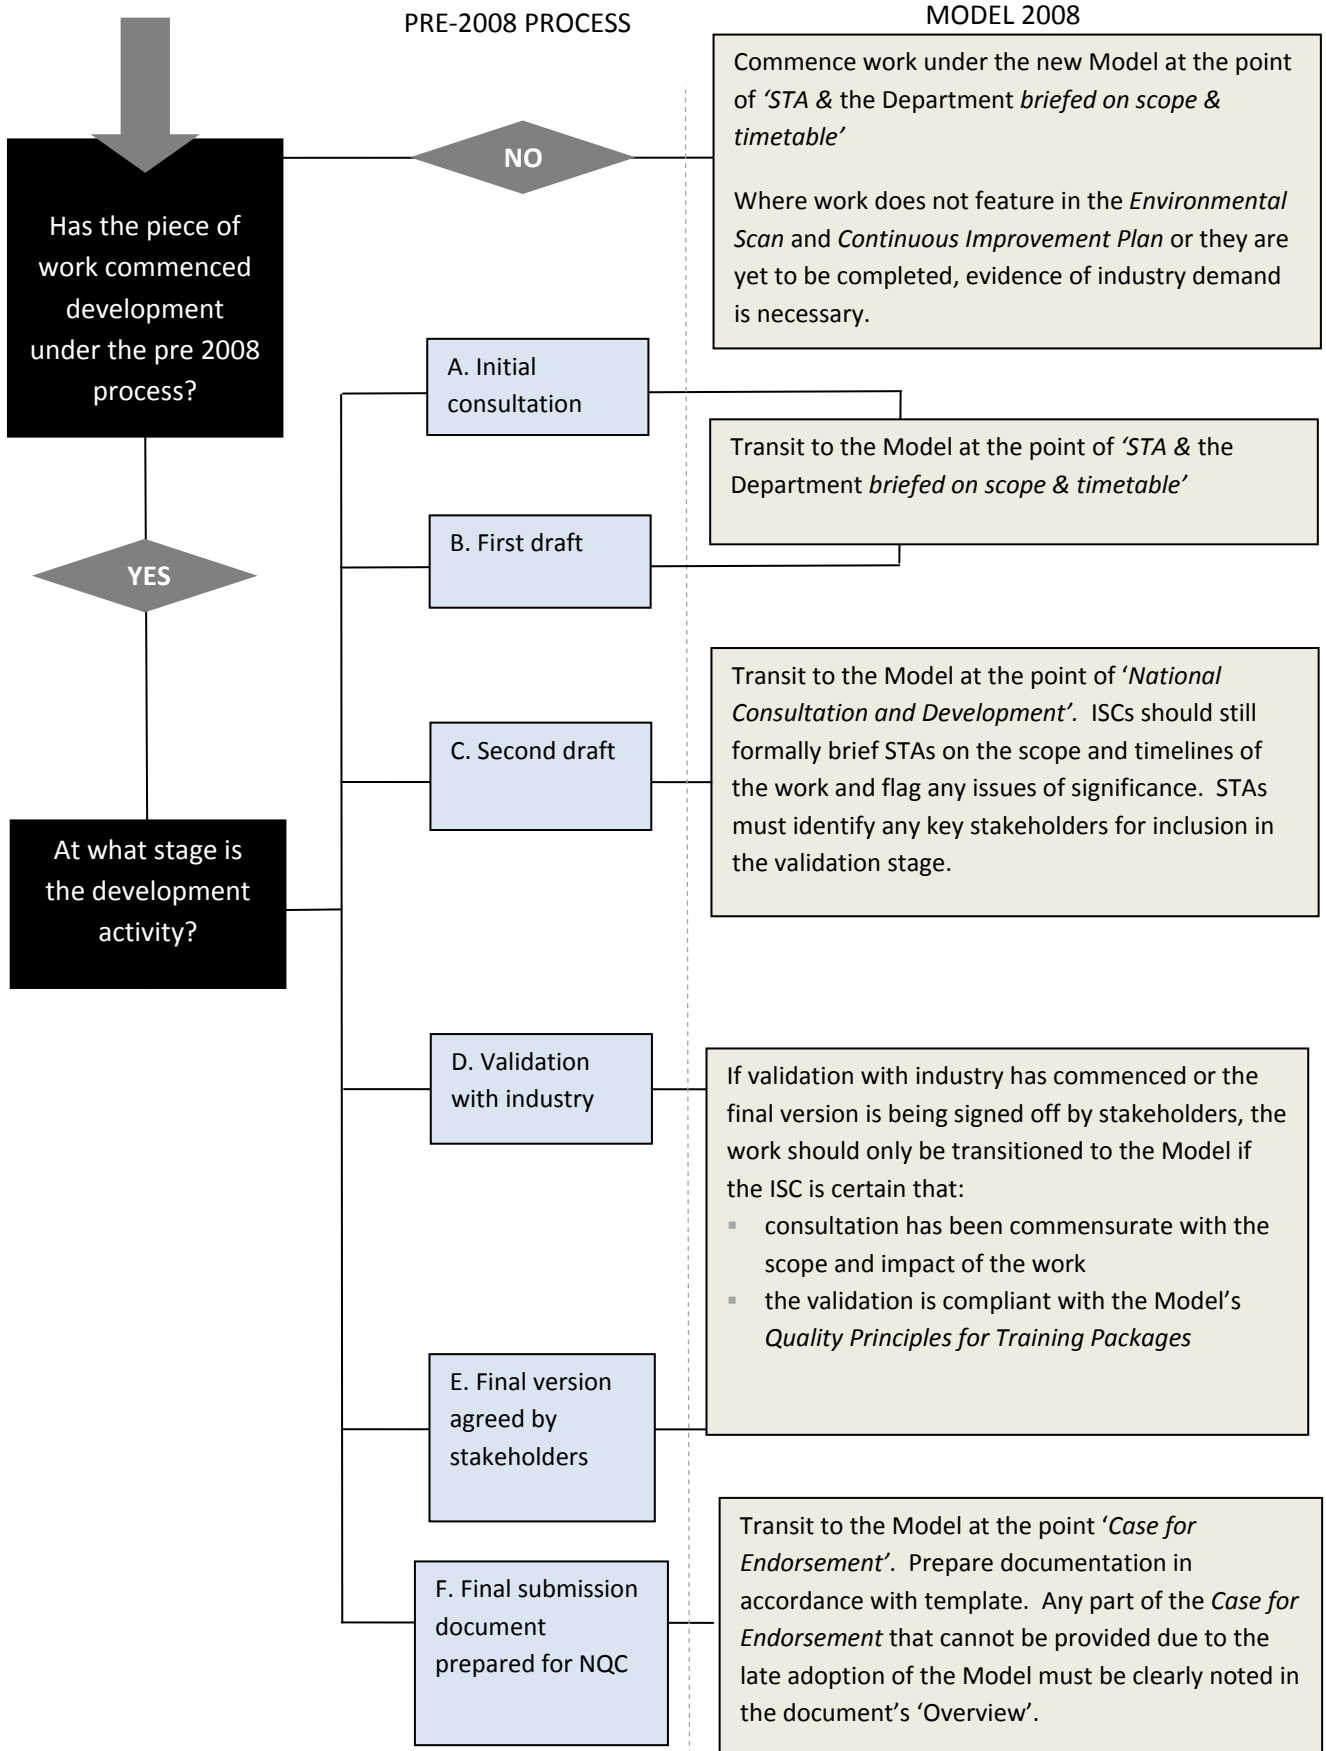 PRE-2008 PROCESS
MODEL 2008
Has the piece of
work commenced
development
under the pre 2008
process?
NO
Commence work under the new Model at the point
of ‘STA & the Department briefed on scope &
timetable’
Where work does not feature in the Environmental
Scan and Continuous Improvement Plan or they are
yet to be completed, evidence of industry demand
is necessary.
YES
At what stage is
the development
activity?
A. Initial
consultation
B. First draft
Transit to the Model at the point of ‘STA & the
Department briefed on scope & timetable’
C. Second draft
Transit to the Model at the point of ‘National
Consultation and Development’. ISCs should still
formally brief STAs on the scope and timelines of
the work and flag any issues of significance. STAs
must identify any key stakeholders for inclusion in
the validation stage.
D. Validation
with industry
E. Final version
agreed by
stakeholders
If validation with industry has commenced or the
final version is being signed off by stakeholders, the
work should only be transitioned to the Model if
the ISC is certain that:
▪ consultation has been commensurate with the
scope and impact of the work
▪ the validation is compliant with the Model’s
Quality Principles for Training Packages
F. Final submission
document
prepared for NQC
Transit to the Model at the point ‘Case for
Endorsement’. Prepare documentation in
accordance with template. Any part of the Case for
Endorsement that cannot be provided due to the
late adoption of the Model must be clearly noted in
the document’s ‘Overview’.